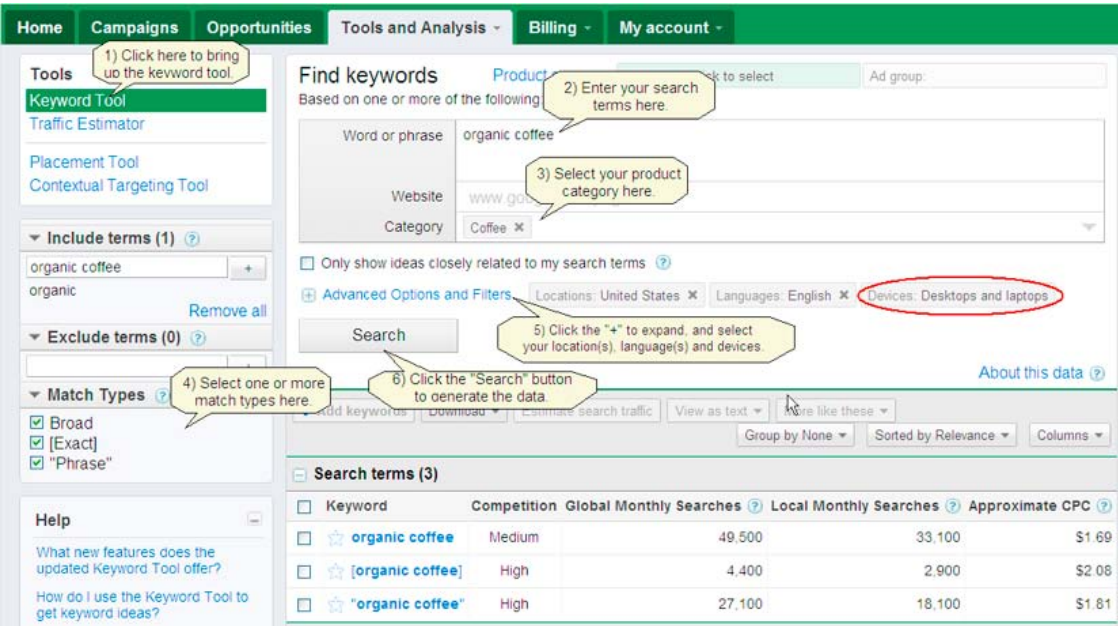 Home Campaigns Opportunities Tools and Analysis Billing My account
1) Click here to bring
up the keyword tool.
Tools
Keyword Tool
Traffic Estimator
Placement Tool
Contextual Targeting Tool
Include terms (1) ?
organic coffee +
organic
Remove all
Exclude terms (0) ?
Match Types ?
4) Select one or more
match types here.
Broad
[Exact]
"Phrase"
Help
What new features does the
updated Keyword Tool offer?
How do I use the Keyword Tool to
get keyword ideas?
Find keywords to select Ad group:
Based on one or more of the following:
2) Enter your search
terms here.
Word or phrase organic coffee
3) Select your product
category here.
Website
Category Coffee ×
Only show ideas closely related to my search terms ?
+ Advanced Options and Filters Locations: United States × Languages: English × Devices: Desktops and laptops
5) Click the "+" to expand, and select
your location(s), language(s) and devices.
Search
6) Click the "Search" button
to generate the data.
About this data ?
keywords Download Estimate search traffic View as text like these
Group by None Sorted by Relevance Columns
Search terms (3)
Keyword Competition Global Monthly Searches ? Local Monthly Searches ? Approximate CPC ?
organic coffee Medium 49,500 33,100 $1.69
[organic coffee] High 4,400 2,900 $2.08
"organic coffee" High 27,100 18,100 $1.81